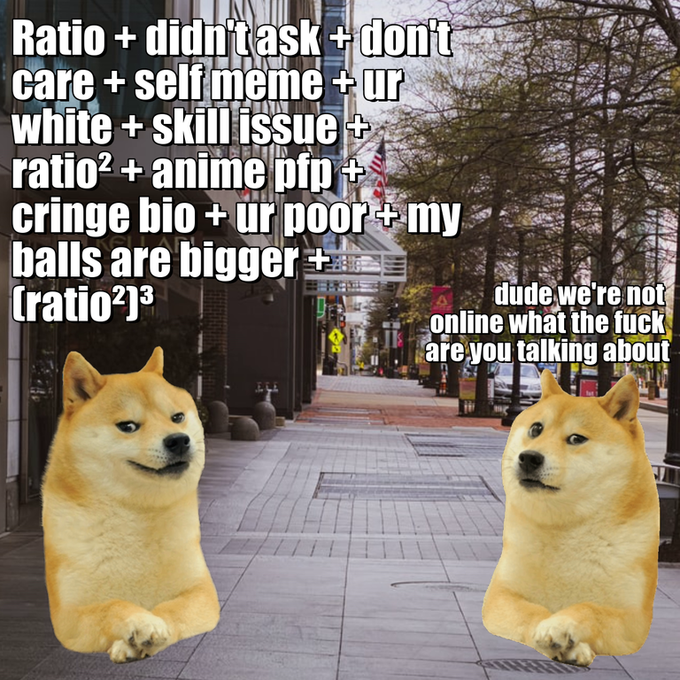 Ratio + didn't ask + don't
care + self meme + ur
white + skill issue +
ratio² + anime pfp +
cringe bio + ur poor + my
balls are bigger +
(ratio²)³
dude we're not
online what the fuck
are you talking about